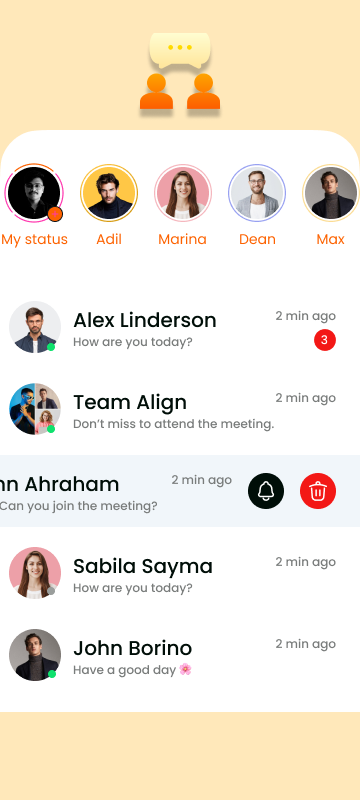 My status
Adil
Marina
Dean
Max
Alex Linderson
2 min ago
How are you today?
3
Team Align
2 min ago
Don't miss to attend the meeting.
nn Ahraham
2 min ago
Can you join the meeting?
Sabila Sayma
2 min ago
How are you today?
John Borino
2 min ago
Have a good day 🌸